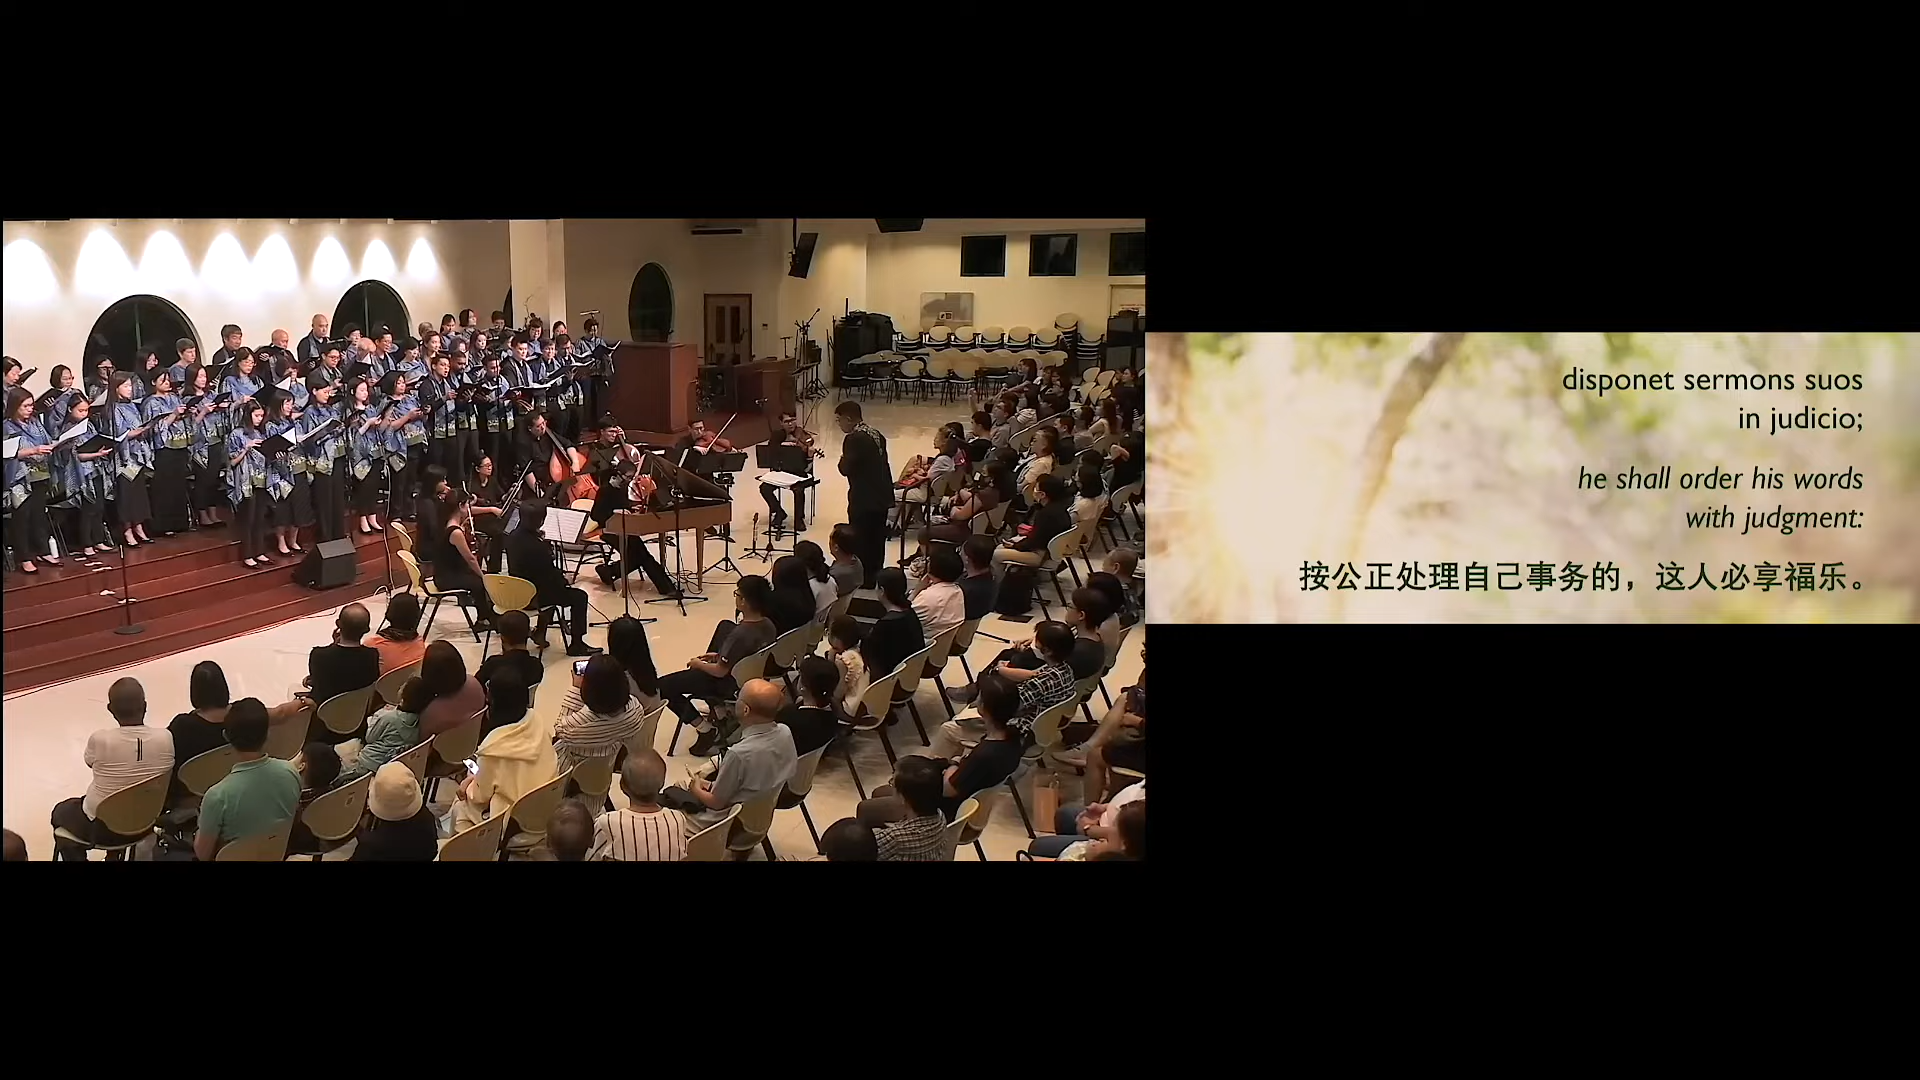 disponet sermons suos
in judicio;
he shall order his words
with judgment:
按公正处理自己事务的，这人必享福乐。